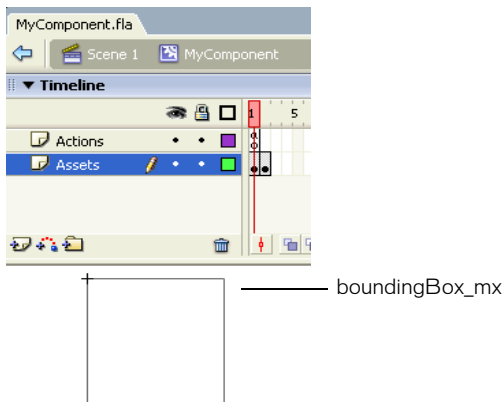 MyComponent.fla
Scene 1 MyComponent
Timeline
1 5
Actions
a
Assets
boundingBox_mx